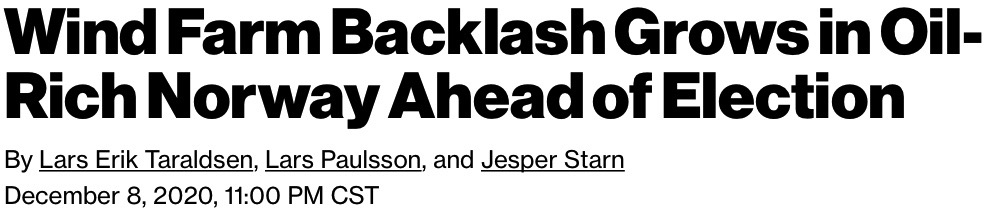 Wind Farm Backlash Grows in Oil-
Rich Norway Ahead of Election
By Lars Erik Taraldsen, Lars Paulsson, and Jesper Starn
December 8, 2020, 11:00 PM CST